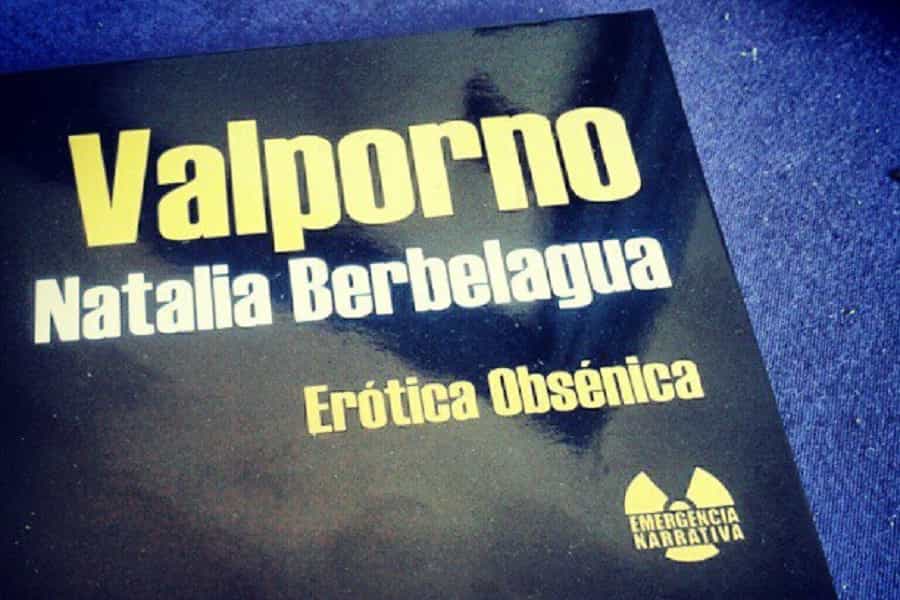 Valporno
Natalia Berbelagua
Erótica Obsénica
EMERGENCIA
NARRATIVA